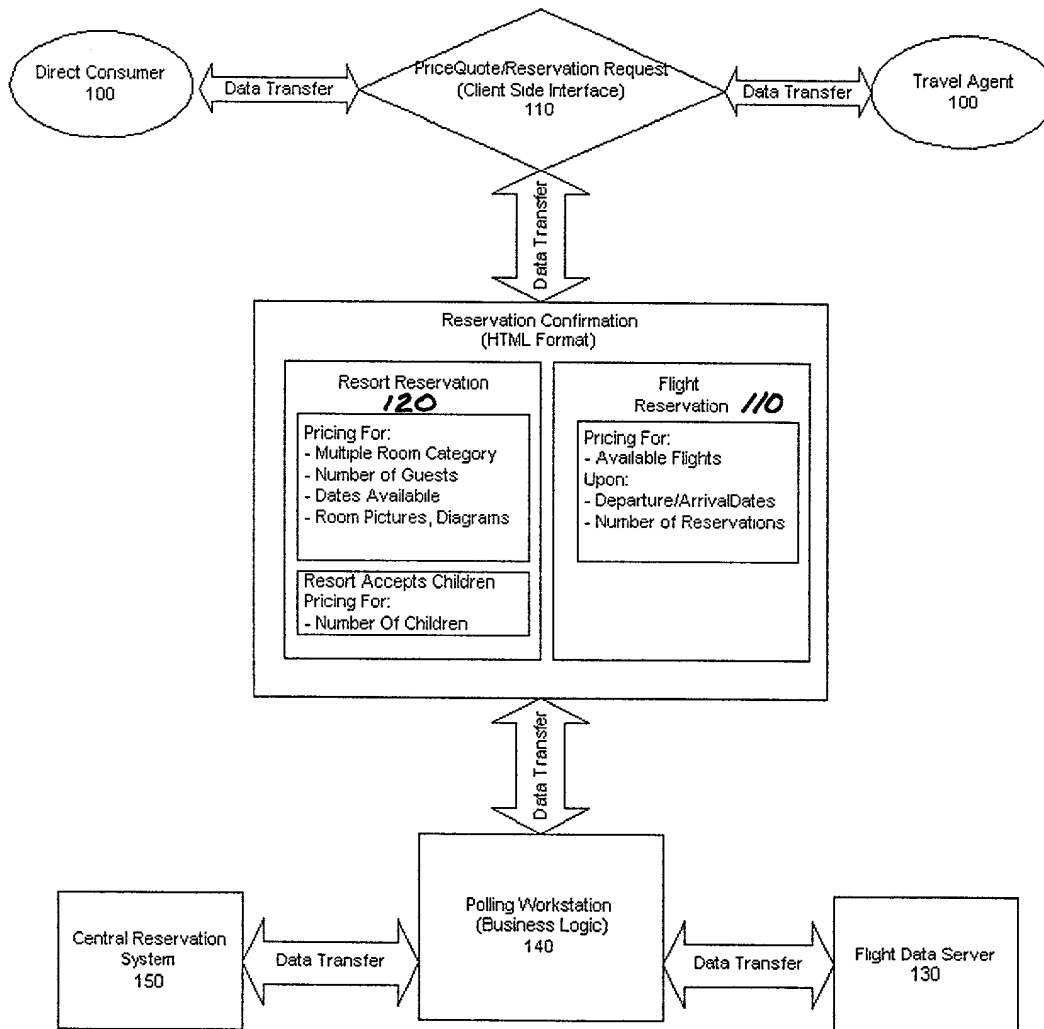 Direct Consumer
100
Data Transfer
PriceQuote/Reservation Request
(Client Side Interface)
110
Data Transfer
Travel Agent
100
Data Transfer
Reservation Confirmation
(HTML Format)
Resort Reservation
120
Pricing For:
- Multiple Room Category
- Number of Guests
- Dates Availabile
- Room Pictures, Diagrams
Resort Accepts Children
Pricing For:
- Number Of Children
Flight
Reservation 110
Pricing For:
- Available Flights
Upon:
- Departure/ArrivalDates
- Number of Reservations
Data Transfer
Central Reservation
System
150
Data Transfer
Polling Workstation
(Business Logic)
140
Data Transfer
Flight Data Server
130